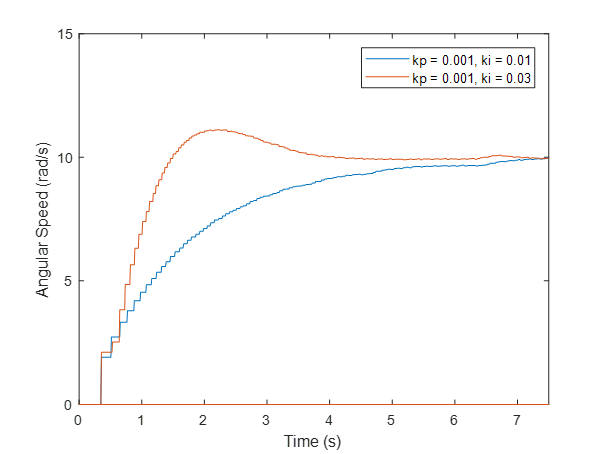 15
kp = 0.001, ki = 0.01
kp = 0.001, ki = 0.03
10
Angular Speed (rad/s)
5
0
0 1 2 3 4 5 6 7
Time (s)